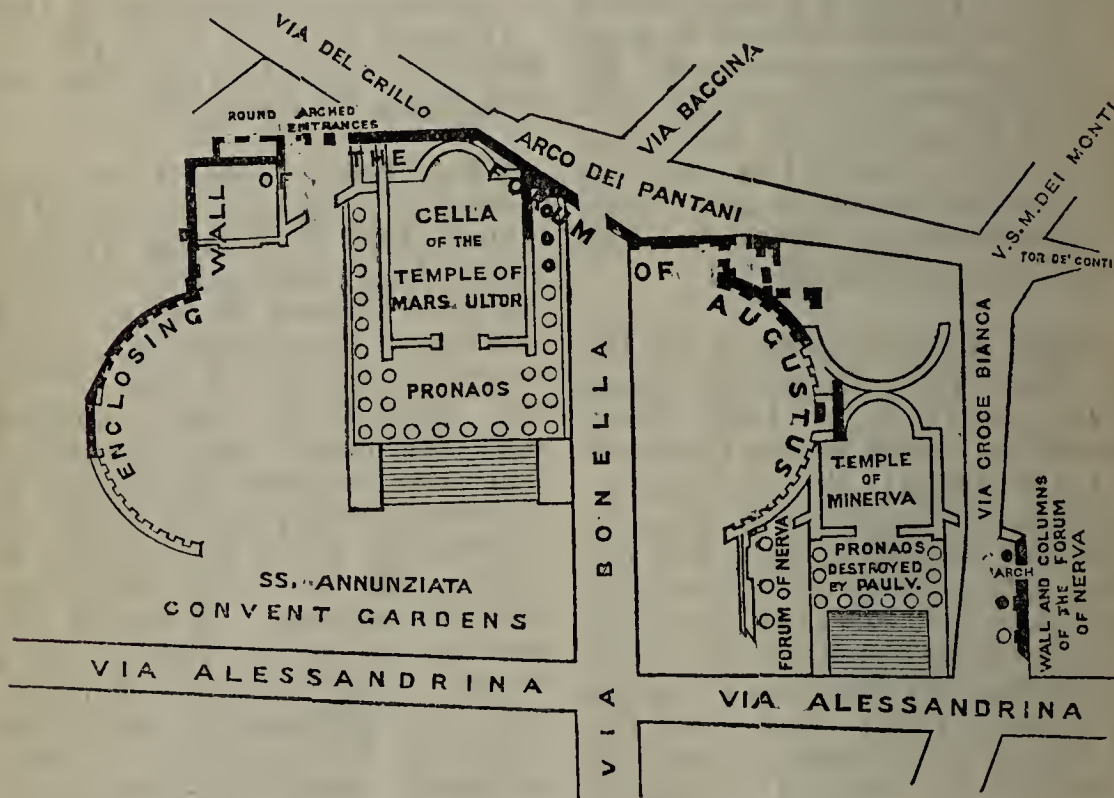 VIA DEL GRILLO
VIA BACCINA
ROUND ARCHED
ENTRANCES
ARCO DEI PANTANI
V.S.M. DEI MONTI
TOR DE' CONTI
ENCLOSING WALL OF THE FORUM OF AUGUSTUS
CELLA
OF THE
TEMPLE OF
MARS. ULTOR
PRONAOS
VIA BONELLA
VIA CROCE BIANCA
TEMPLE
OF
MINERVA
PRONAOS
DESTROYED
BY PAUL V.
FORUM OF NERVA
ARCH
WALL AND COLUMNS
OF THE FORUM
OF NERVA
SS. ANNUNZIATA
CONVENT GARDENS
VIA ALESSANDRINA
VIA ALESSANDRINA